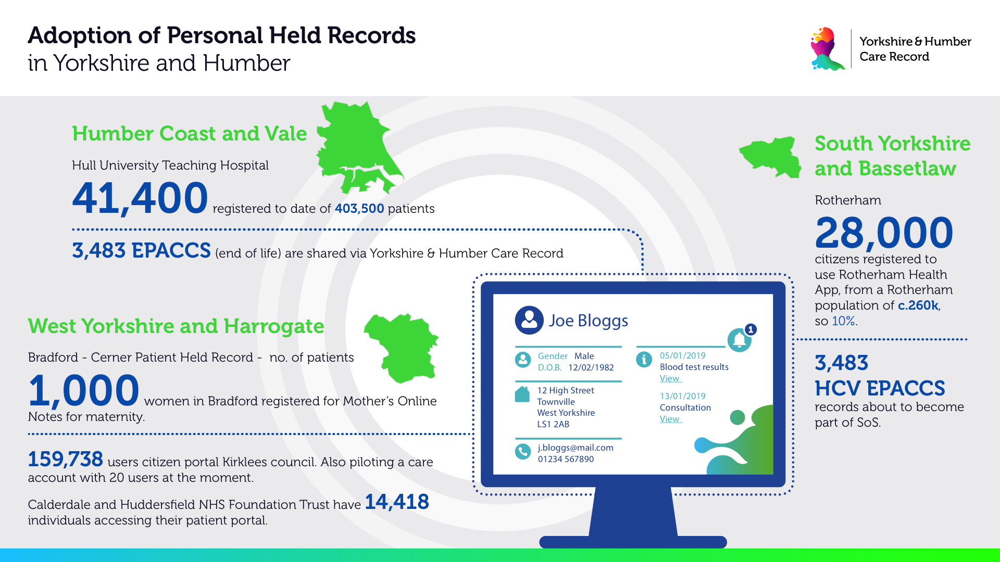 Adoption of Personal Held Records
in Yorkshire and Humber
Yorkshire & Humber
Care Record
Humber Coast and Vale
Hull University Teaching Hospital
41,400 registered to date of 403,500 patients
3,483 EPACCS (end of life) are shared via Yorkshire & Humber Care Record
West Yorkshire and Harrogate
Bradford - Cerner Patient Held Record - no. of patients
1,000 women in Bradford registered for Mother's Online
Notes for maternity.
159,738 users citizen portal Kirklees council. Also piloting a care
account with 20 users at the moment.
Calderdale and Huddersfield NHS Foundation Trust have 14,418
individuals accessing their patient portal.
Joe Bloggs
Gender Male
D.O.B. 12/02/1982
12 High Street
Townville
West Yorkshire
LS1 2AB
j.bloggs@mail.com
01234 567890
1
05/01/2019
Blood test results
View
13/01/2019
Consultation
View
South Yorkshire
and Bassetlaw
Rotherham
28,000
citizens registered to
use Rotherham Health
App, from a Rotherham
population of c.260k,
so 10%.
3,483
HCV EPACCS
records about to become
part of SoS.